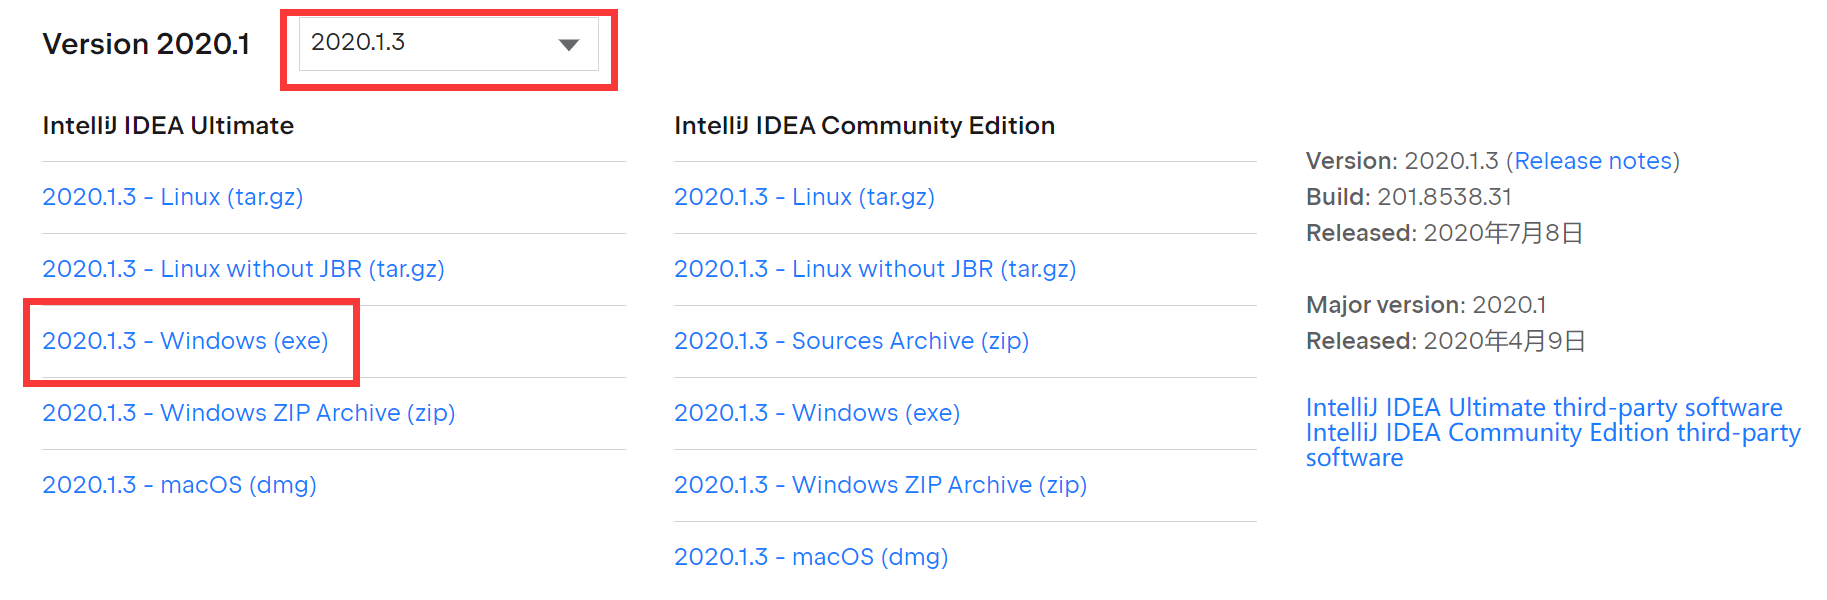 Version 2020.1
2020.1.3
IntelliJ IDEA Ultimate
2020.1.3 - Linux (tar.gz)
2020.1.3 - Linux without JBR (tar.gz)
2020.1.3 - Windows (exe)
2020.1.3 - Windows ZIP Archive (zip)
2020.1.3 - macOS (dmg)
IntelliJ IDEA Community Edition
2020.1.3 - Linux (tar.gz)
2020.1.3 - Linux without JBR (tar.gz)
2020.1.3 - Sources Archive (zip)
2020.1.3 - Windows (exe)
2020.1.3 - Windows ZIP Archive (zip)
2020.1.3 - macOS (dmg)
Version: 2020.1.3 (Release notes)
Build: 201.8538.31
Released: 2020年7月8日
Major version: 2020.1
Released: 2020年4月9日
IntelliJ IDEA Ultimate third-party software
IntelliJ IDEA Community Edition third-party
software